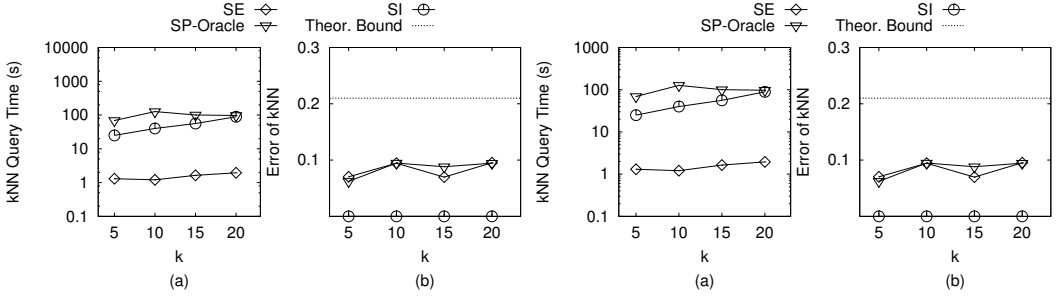 SE
SP-Oracle
SI
Theor. Bound
kNN Query Time (s)
10000
1000
100
10
1
0.1
5 10 15 20
k
(a)
Error of kNN
0.3
0.2
0.1
5 10 15 20
k
(b)
SE
SP-Oracle
SI
Theor. Bound
kNN Query Time (s)
1000
100
10
1
0.1
5 10 15 20
k
(a)
Error of kNN
0.3
0.2
0.1
5 10 15 20
k
(b)